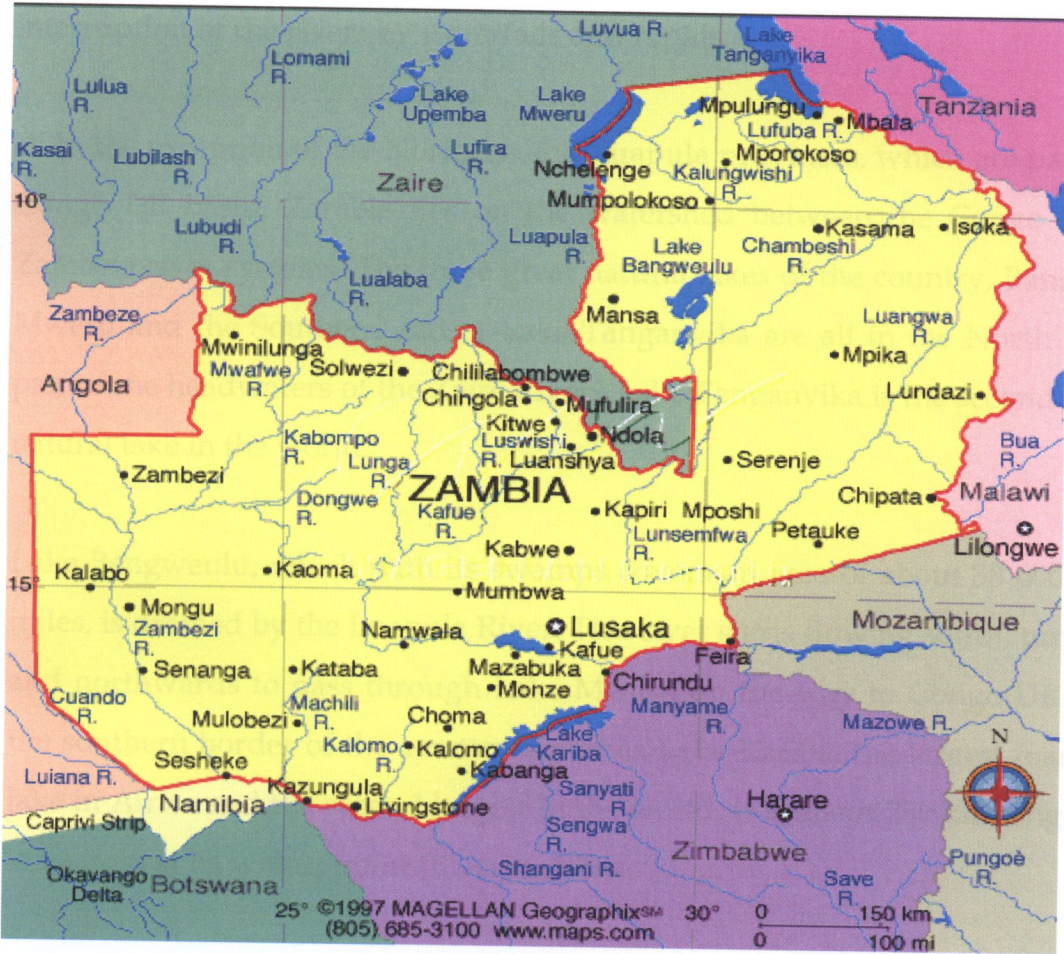 Luvua R.
Lake
Tanganyika
Lulua
R.
Lomami
R.
Lake
Upemba
Lake
Mweru
Mpulungu
Mbala
Tanzania
Lufuba R.
Kasai
R.
Lubilash
R.
Lufira
R.
Nchelenge
Mporokoso
Kalungwishi
R.
Zaire
Mumpolokoso
10°
Lubudi
R.
Luapula
R.
Lake
Bangweulu
Kasama
Isoka
Chambeshi
R.
Lualaba
R.
Mansa
Zambeze
R.
Luangwa
R.
Mwinilunga
Mwafwe
R.
Solwezi
Chililabombwe
Mpika
Angola
Chingola
Mufulira
Lundazi
Kitwe
Ndola
Luswishi
R.
Luanshya
Kabompo
R.
Lunga
R.
Bua
R.
Zambezi
Serenje
ZAMBIA
Dongwe
R.
Kafue
R.
Kapiri Mposhi
Chipata
Malawi
Lunsemfwa
R.
Petauke
Lilongwe
Kabwe
Kalabo
Kaoma
15°
Mumbwa
Mongu
Zambezi
R.
Namwala
Lusaka
Kafue
Mozambique
Senanga
Kataba
Mazabuka
Feira
Monze
Chirundu
Cuando
R.
Mulobezi
Machili
R.
Choma
Manyame
R.
Mazowe R.
N
Kalomo
R.
Kalomo
Lake
Kariba
Luiana R.
Sesheke
Kabanga
Kazungula
Namibia
Livingstone
Sanyati
R.
Harare
Caprivi Strip
Sengwa
R.
Zimbabwe
Pungoè
R.
Okavango
Delta
Botswana
Shangani R.
Save
R.
25° ©1997 MAGELLAN Geographix℠ 30° 0 150 km
(805) 685-3100 www.maps.com 0 100 mi